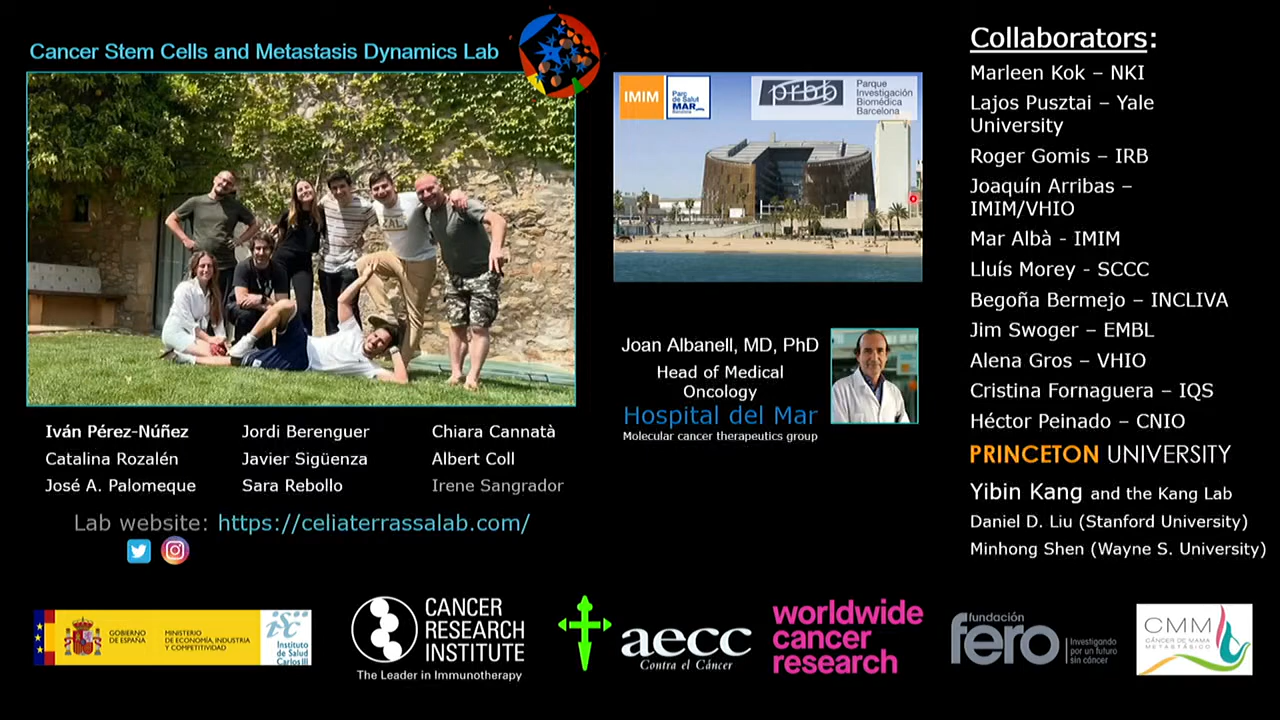 Cancer Stem Cells and Metastasis Dynamics Lab
Iván Pérez-Núñez
Catalina Rozalén
José A. Palomeque
Jordi Berenguer
Javier Sigüenza
Sara Rebollo
Chiara Cannatà
Albert Coll
Irene Sangrador
Lab website: https://celiaterrassalab.com/
IMIM
Parc
de Salut
MAR
Barcelona
prbb
Parque
Investigación
Biomédica
Barcelona
Joan Albanell, MD, PhD
Head of Medical
Oncology
Hospital del Mar
Molecular cancer therapeutics group
Collaborators:
Marleen Kok – NKI
Lajos Pusztai – Yale
University
Roger Gomis – IRB
Joaquín Arribas –
IMIM/VHIO
Mar Albà - IMIM
Lluís Morey - SCCC
Begoña Bermejo – INCLIVA
Jim Swoger – EMBL
Alena Gros – VHIO
Cristina Fornaguera – IQS
Héctor Peinado – CNIO
PRINCETON UNIVERSITY
Yibin Kang and the Kang Lab
Daniel D. Liu (Stanford University)
Minhong Shen (Wayne S. University)
GOBIERNO
DE ESPAÑA
MINISTERIO
DE ECONOMÍA, INDUSTRIA
Y COMPETITIVIDAD
isc
Instituto
de Salud
Carlos III
CANCER
RESEARCH
INSTITUTE
The Leader in Immunotherapy
aecc
Contra el Cáncer
worldwide
cancer
research
fundación
fero
Investigando
por un futuro
sin cáncer
CMM
CÁNCER DE MAMA
METASTÁSICO